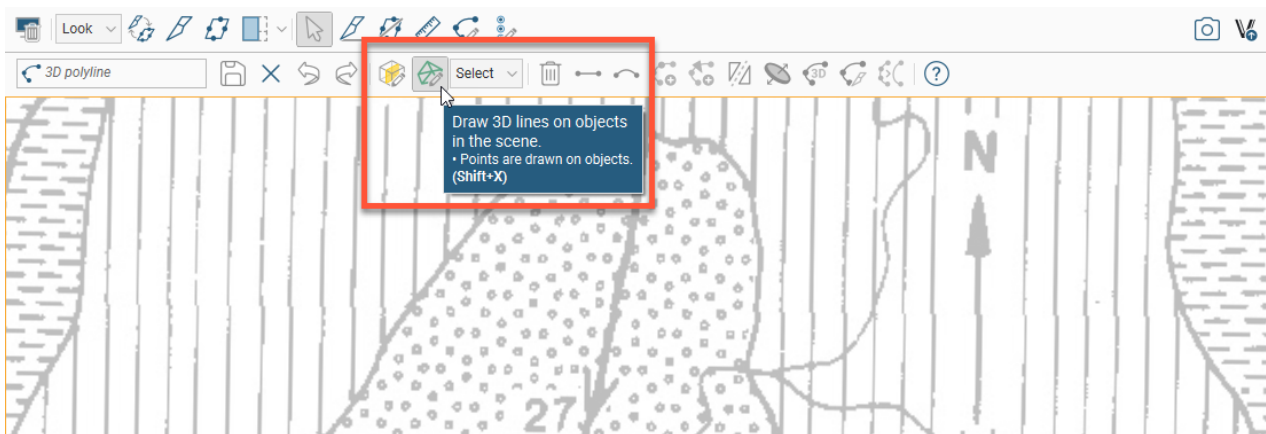 Look
3D polyline
Select
3D
?
Draw 3D lines on objects
in the scene.
• Points are drawn on objects.
(Shift+X)
N
27